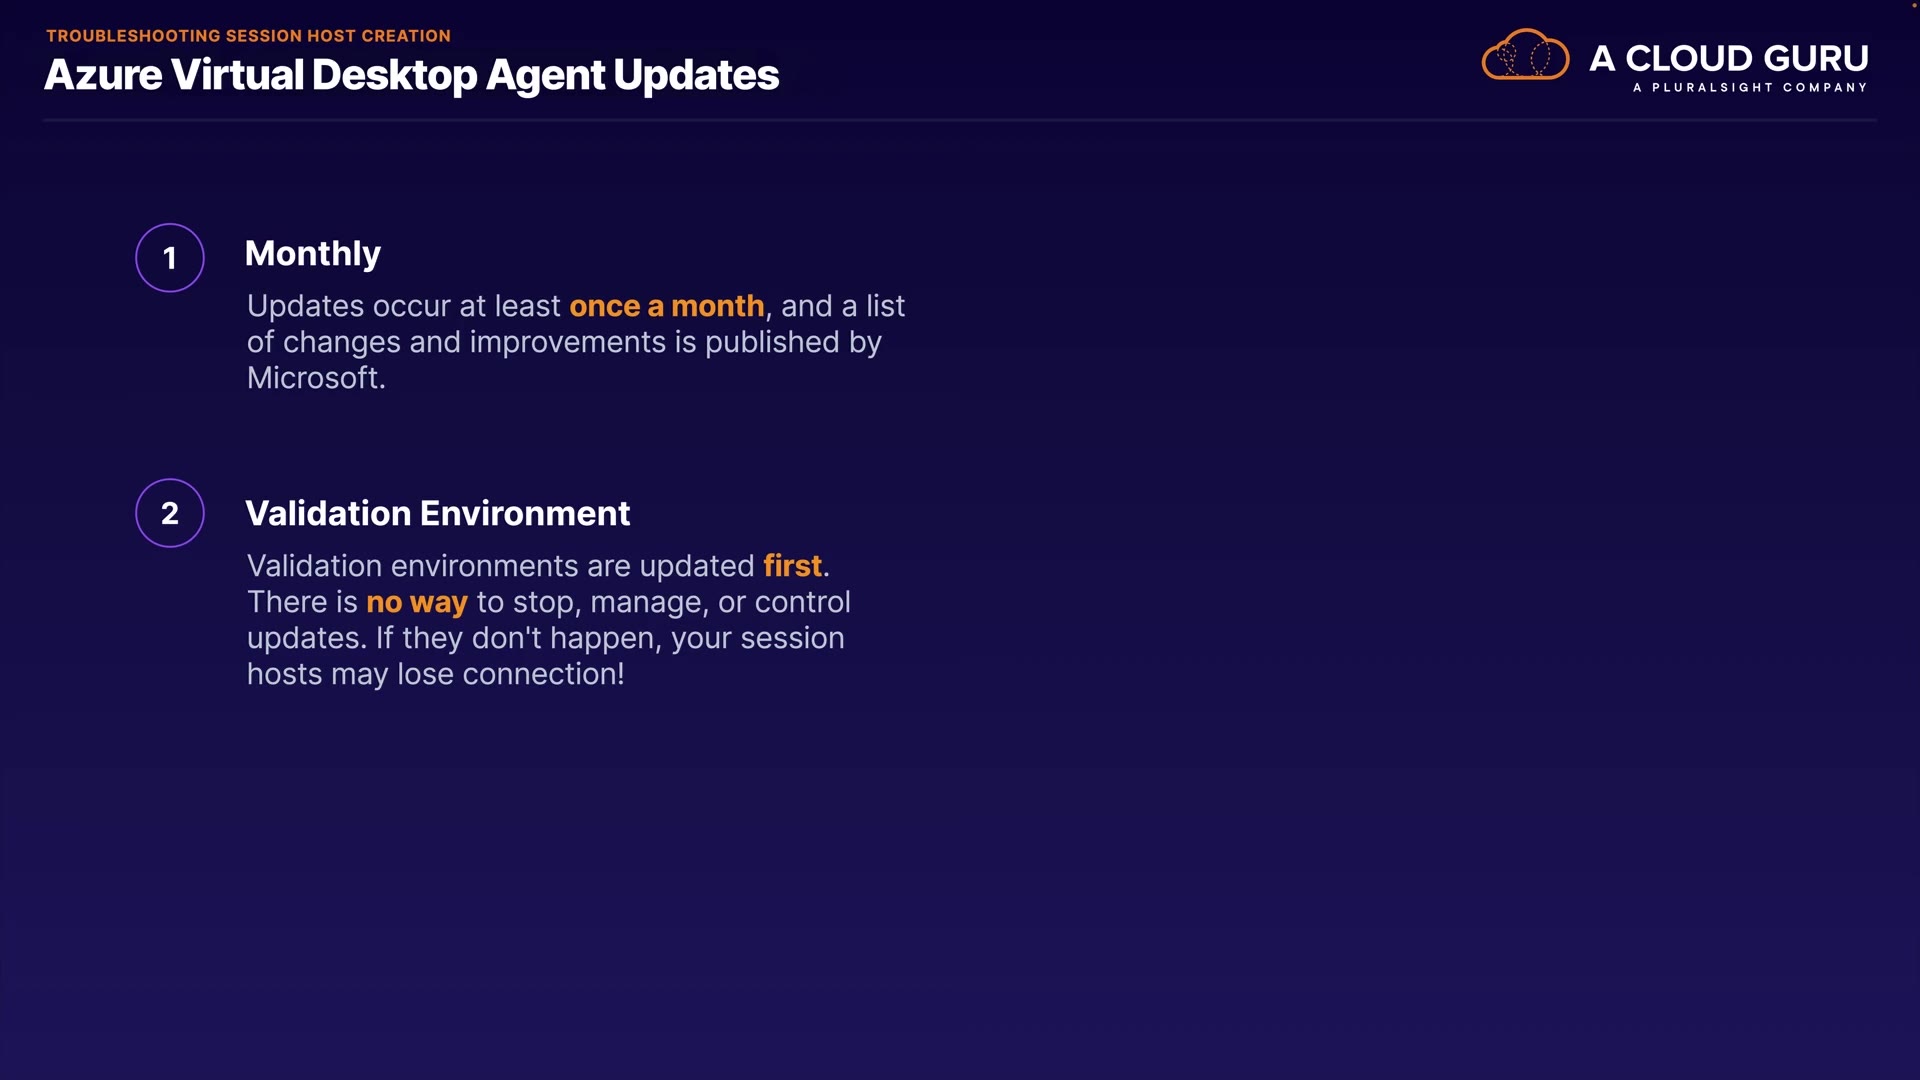 TROUBLESHOOTING SESSION HOST CREATION
Azure Virtual Desktop Agent Updates
A CLOUD GURU
A PLURALSIGHT COMPANY
1
Monthly
Updates occur at least once a month, and a list
of changes and improvements is published by
Microsoft.
2
Validation Environment
Validation environments are updated first.
There is no way to stop, manage, or control
updates. If they don't happen, your session
hosts may lose connection!